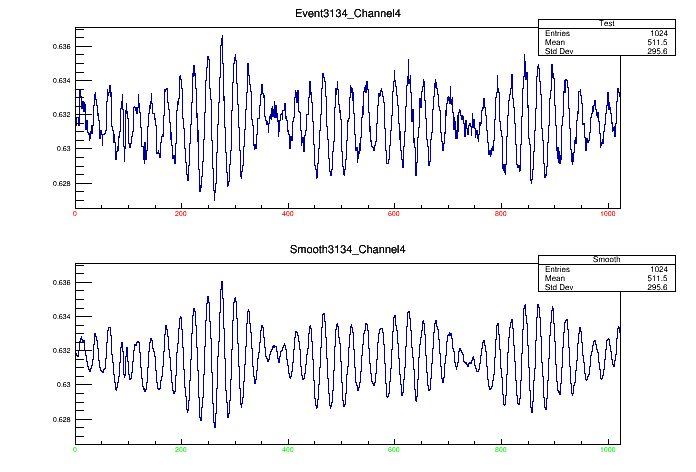 Event3134_Channel4
Test
Entries 1024
Mean 511.5
Std Dev 295.6
0.636
0.634
0.632
0.63
0.628
0 200 400 600 800 1000
Smooth3134_Channel4
Smooth
Entries 1024
Mean 511.5
Std Dev 295.6
0.636
0.634
0.632
0.63
0.628
0 200 400 600 800 1000